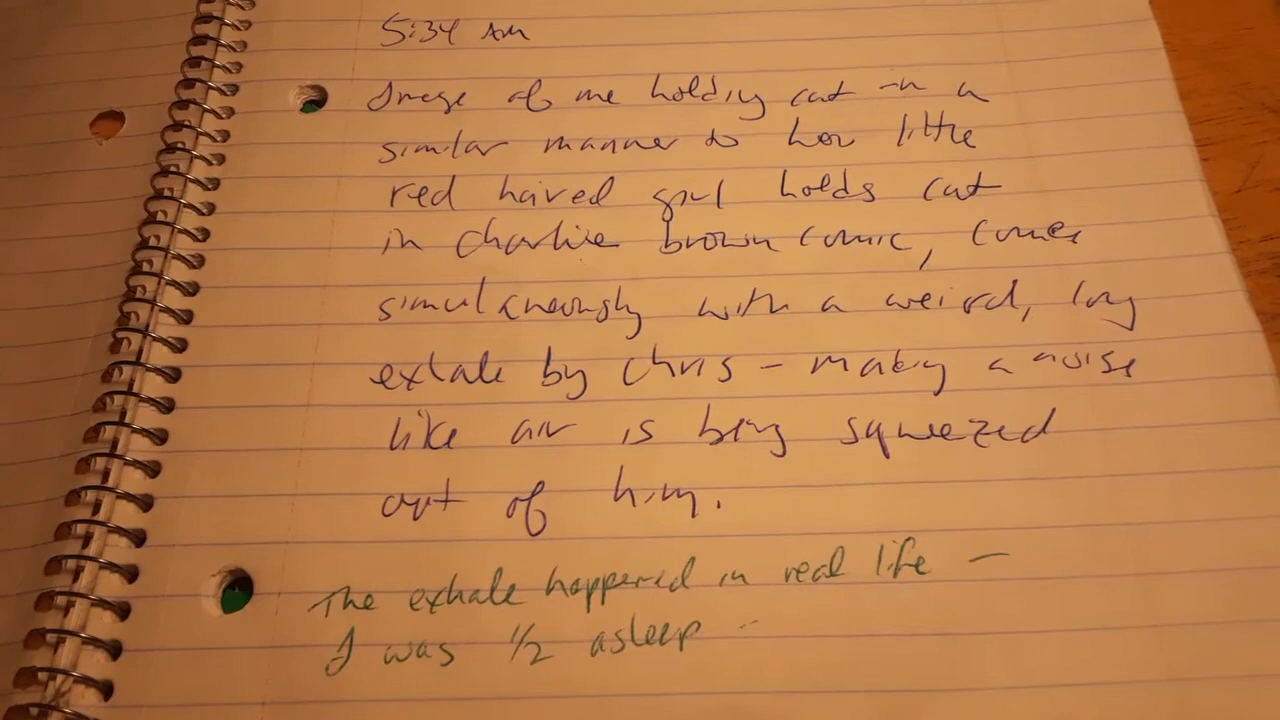 5:34 AM
Image of me holding cat in a
similar manner to how little
red haired girl holds cat
in Charlie brown comic, comes
simultaneously with a weird, long
exhale by Chris - making a noise
like air is being squeezed
out of him.
The exhale happened in real life -
I was 1/2 asleep -